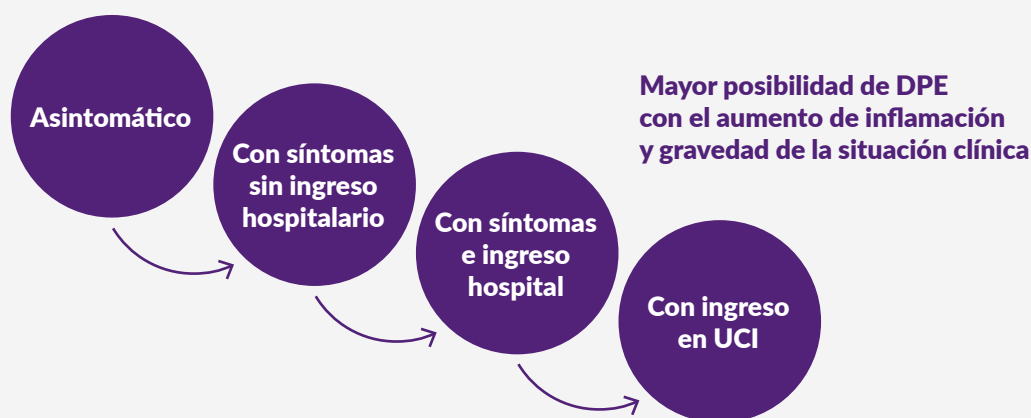 Asintomático
Con síntomas
sin ingreso
hospitalario
Con síntomas
e ingreso
hospital
Con ingreso
en UCI
Mayor posibilidad de DPE
con el aumento de inflamación
y gravedad de la situación clínica